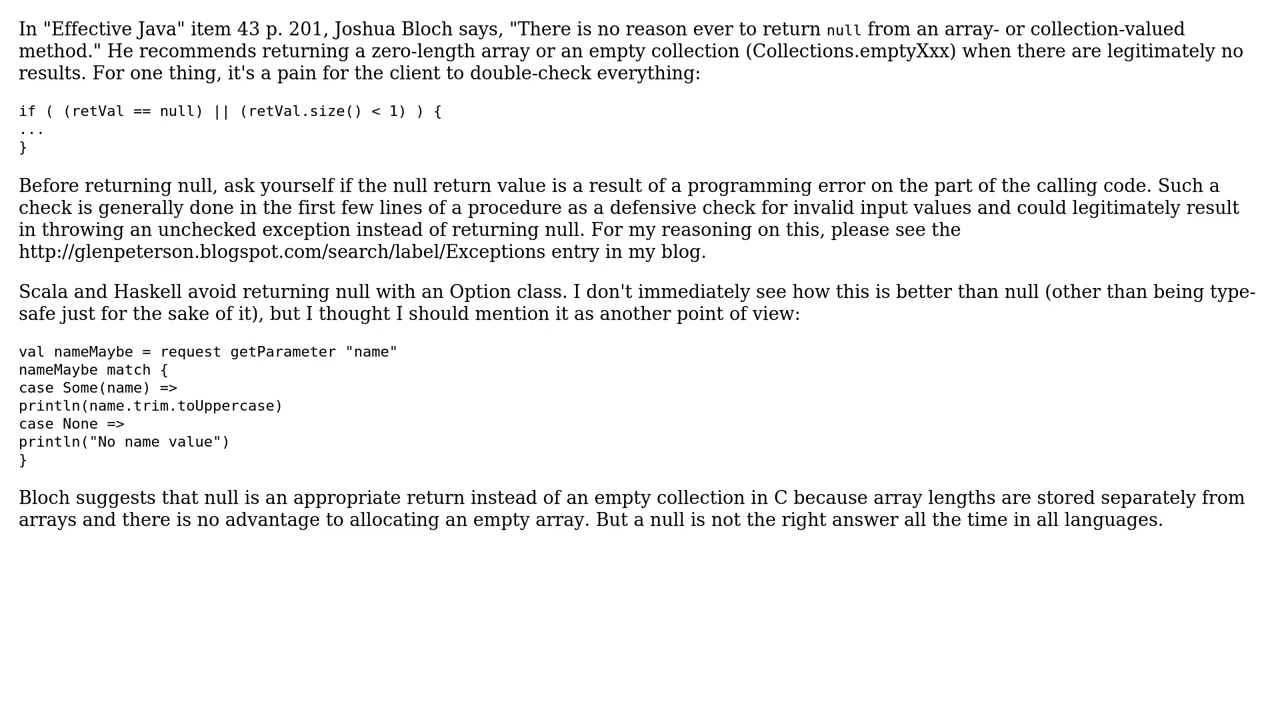 In "Effective Java" item 43 p. 201, Joshua Bloch says, "There is no reason ever to return null from an array- or collection-valued
method." He recommends returning a zero-length array or an empty collection (Collections.emptyXxx) when there are legitimately no
results. For one thing, it's a pain for the client to double-check everything:
if ( (retVal == null) || (retVal.size() < 1) ) {
...
}
Before returning null, ask yourself if the null return value is a result of a programming error on the part of the calling code. Such a
check is generally done in the first few lines of a procedure as a defensive check for invalid input values and could legitimately result
in throwing an unchecked exception instead of returning null. For my reasoning on this, please see the
http://glenpeterson.blogspot.com/search/label/Exceptions entry in my blog.
Scala and Haskell avoid returning null with an Option class. I don't immediately see how this is better than null (other than being type-
safe just for the sake of it), but I thought I should mention it as another point of view:
val nameMaybe = request getParameter "name"
nameMaybe match {
case Some(name) =>
println(name.trim.toUppercase)
case None =>
println("No name value")
}
Bloch suggests that null is an appropriate return instead of an empty collection in C because array lengths are stored separately from
arrays and there is no advantage to allocating an empty array. But a null is not the right answer all the time in all languages.